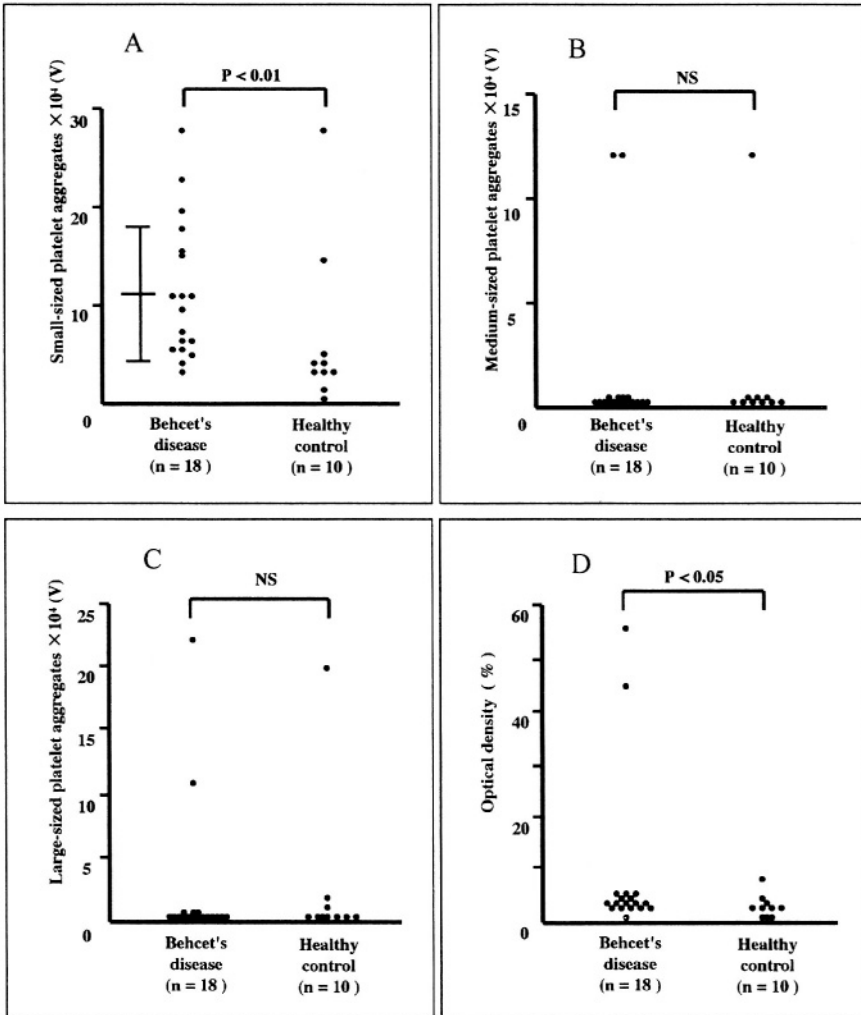 A
P < 0.01
Small-sized platelet aggregates ×10⁴ (V)
30
20
10
0
Behcet's
disease
(n = 18 )
Healthy
control
(n = 10 )
B
NS
Medium-sized platelet aggregates ×10⁴ (V)
15
10
5
0
Behcet's
disease
(n = 18 )
Healthy
control
(n = 10 )
C
NS
Large-sized platelet aggregates ×10⁴ (V)
25
20
15
10
5
0
Behcet's
disease
(n = 18 )
Healthy
control
(n = 10 )
D
P < 0.05
Optical density ( % )
60
40
20
0
Behcet's
disease
(n = 18 )
Healthy
control
(n = 10 )